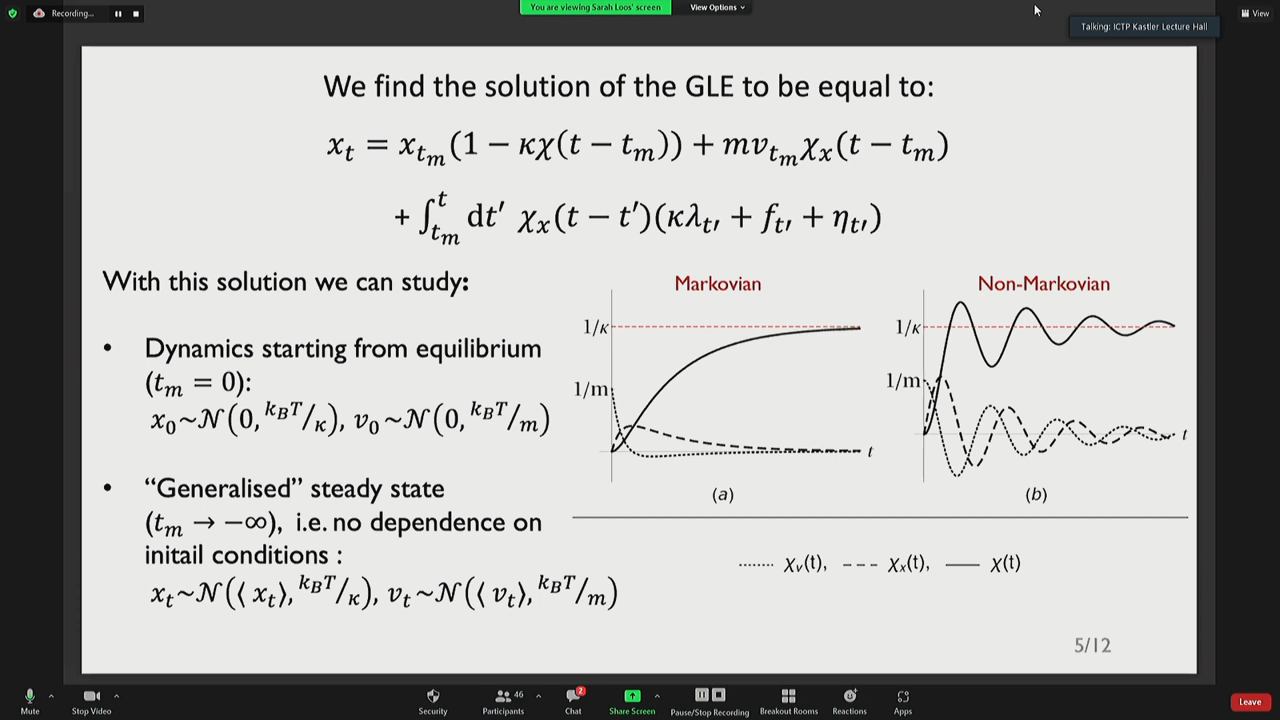 Recording...
You are viewing Sarah Loos' screen
View Options
View
Talking: ICTP Kastler Lecture Hall
We find the solution of the GLE to be equal to:
x_t = x_{t_m}(1 − κχ(t − t_m)) + mv_{t_m}χ_x(t − t_m)
+ ∫_{t_m}^{t} dt′ χ_x(t − t′)(κλ_{t′} + f_{t′} + η_{t′})
With this solution we can study:
• Dynamics starting from equilibrium
(t_m = 0):
x_0~𝒩(0, k_BT/κ), v_0~𝒩(0, k_BT/m)
• “Generalised” steady state
(t_m → −∞), i.e. no dependence on
initail conditions :
x_t~𝒩(⟨ x_t⟩, k_BT/κ), v_t~𝒩(⟨ v_t⟩, k_BT/m)
Markovian
1/κ
1/m
t
(a)
Non-Markovian
1/κ
1/m
t
(b)
χ_v(t), χ_x(t), χ(t)
5/12
Mute
Stop Video
Security
46
Participants
2
Chat
Share Screen
Pause/Stop Recording
Breakout Rooms
Reactions
Apps
Leave